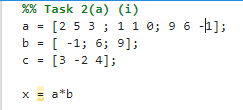 %% Task 2(a) (i)
a = [2 5 3 ; 1 1 0; 9 6 -1];
b = [ -1; 6; 9];
c = [3 -2 4];
x = a*b